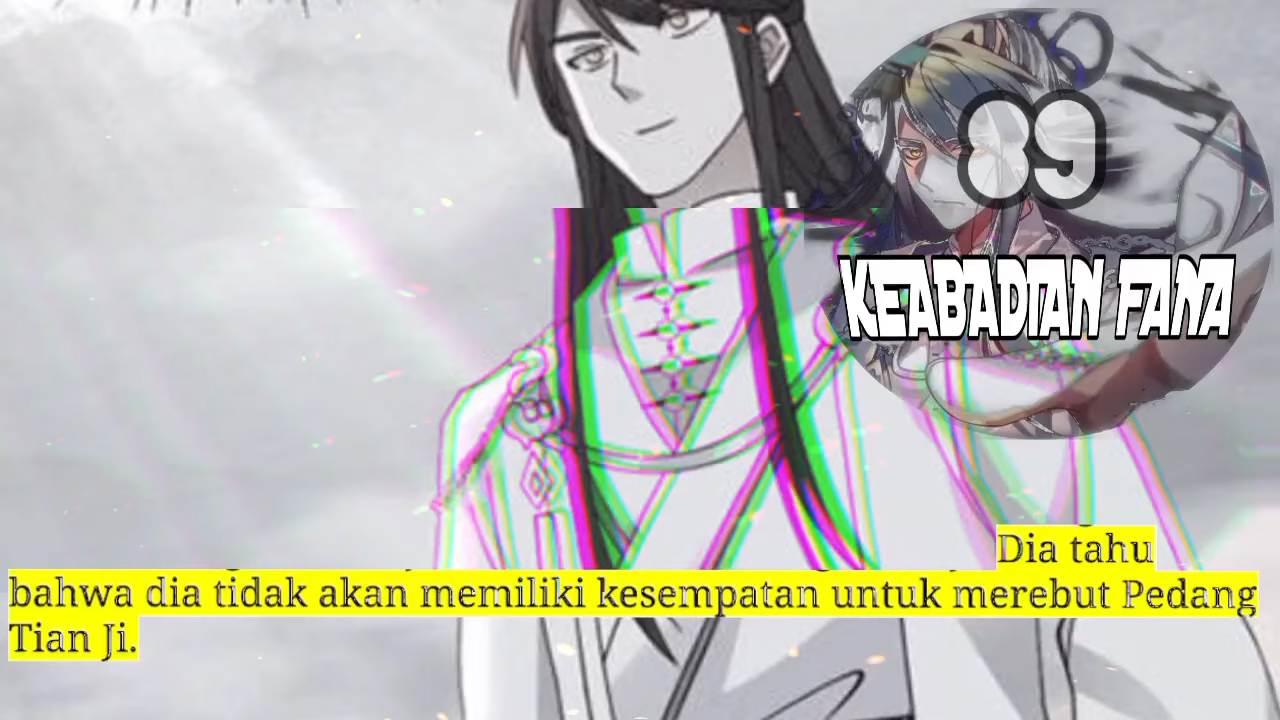 89
KEABADIAN FANA
Dia tahu
bahwa dia tidak akan memiliki kesempatan untuk merebut Pedang
Tian Ji.